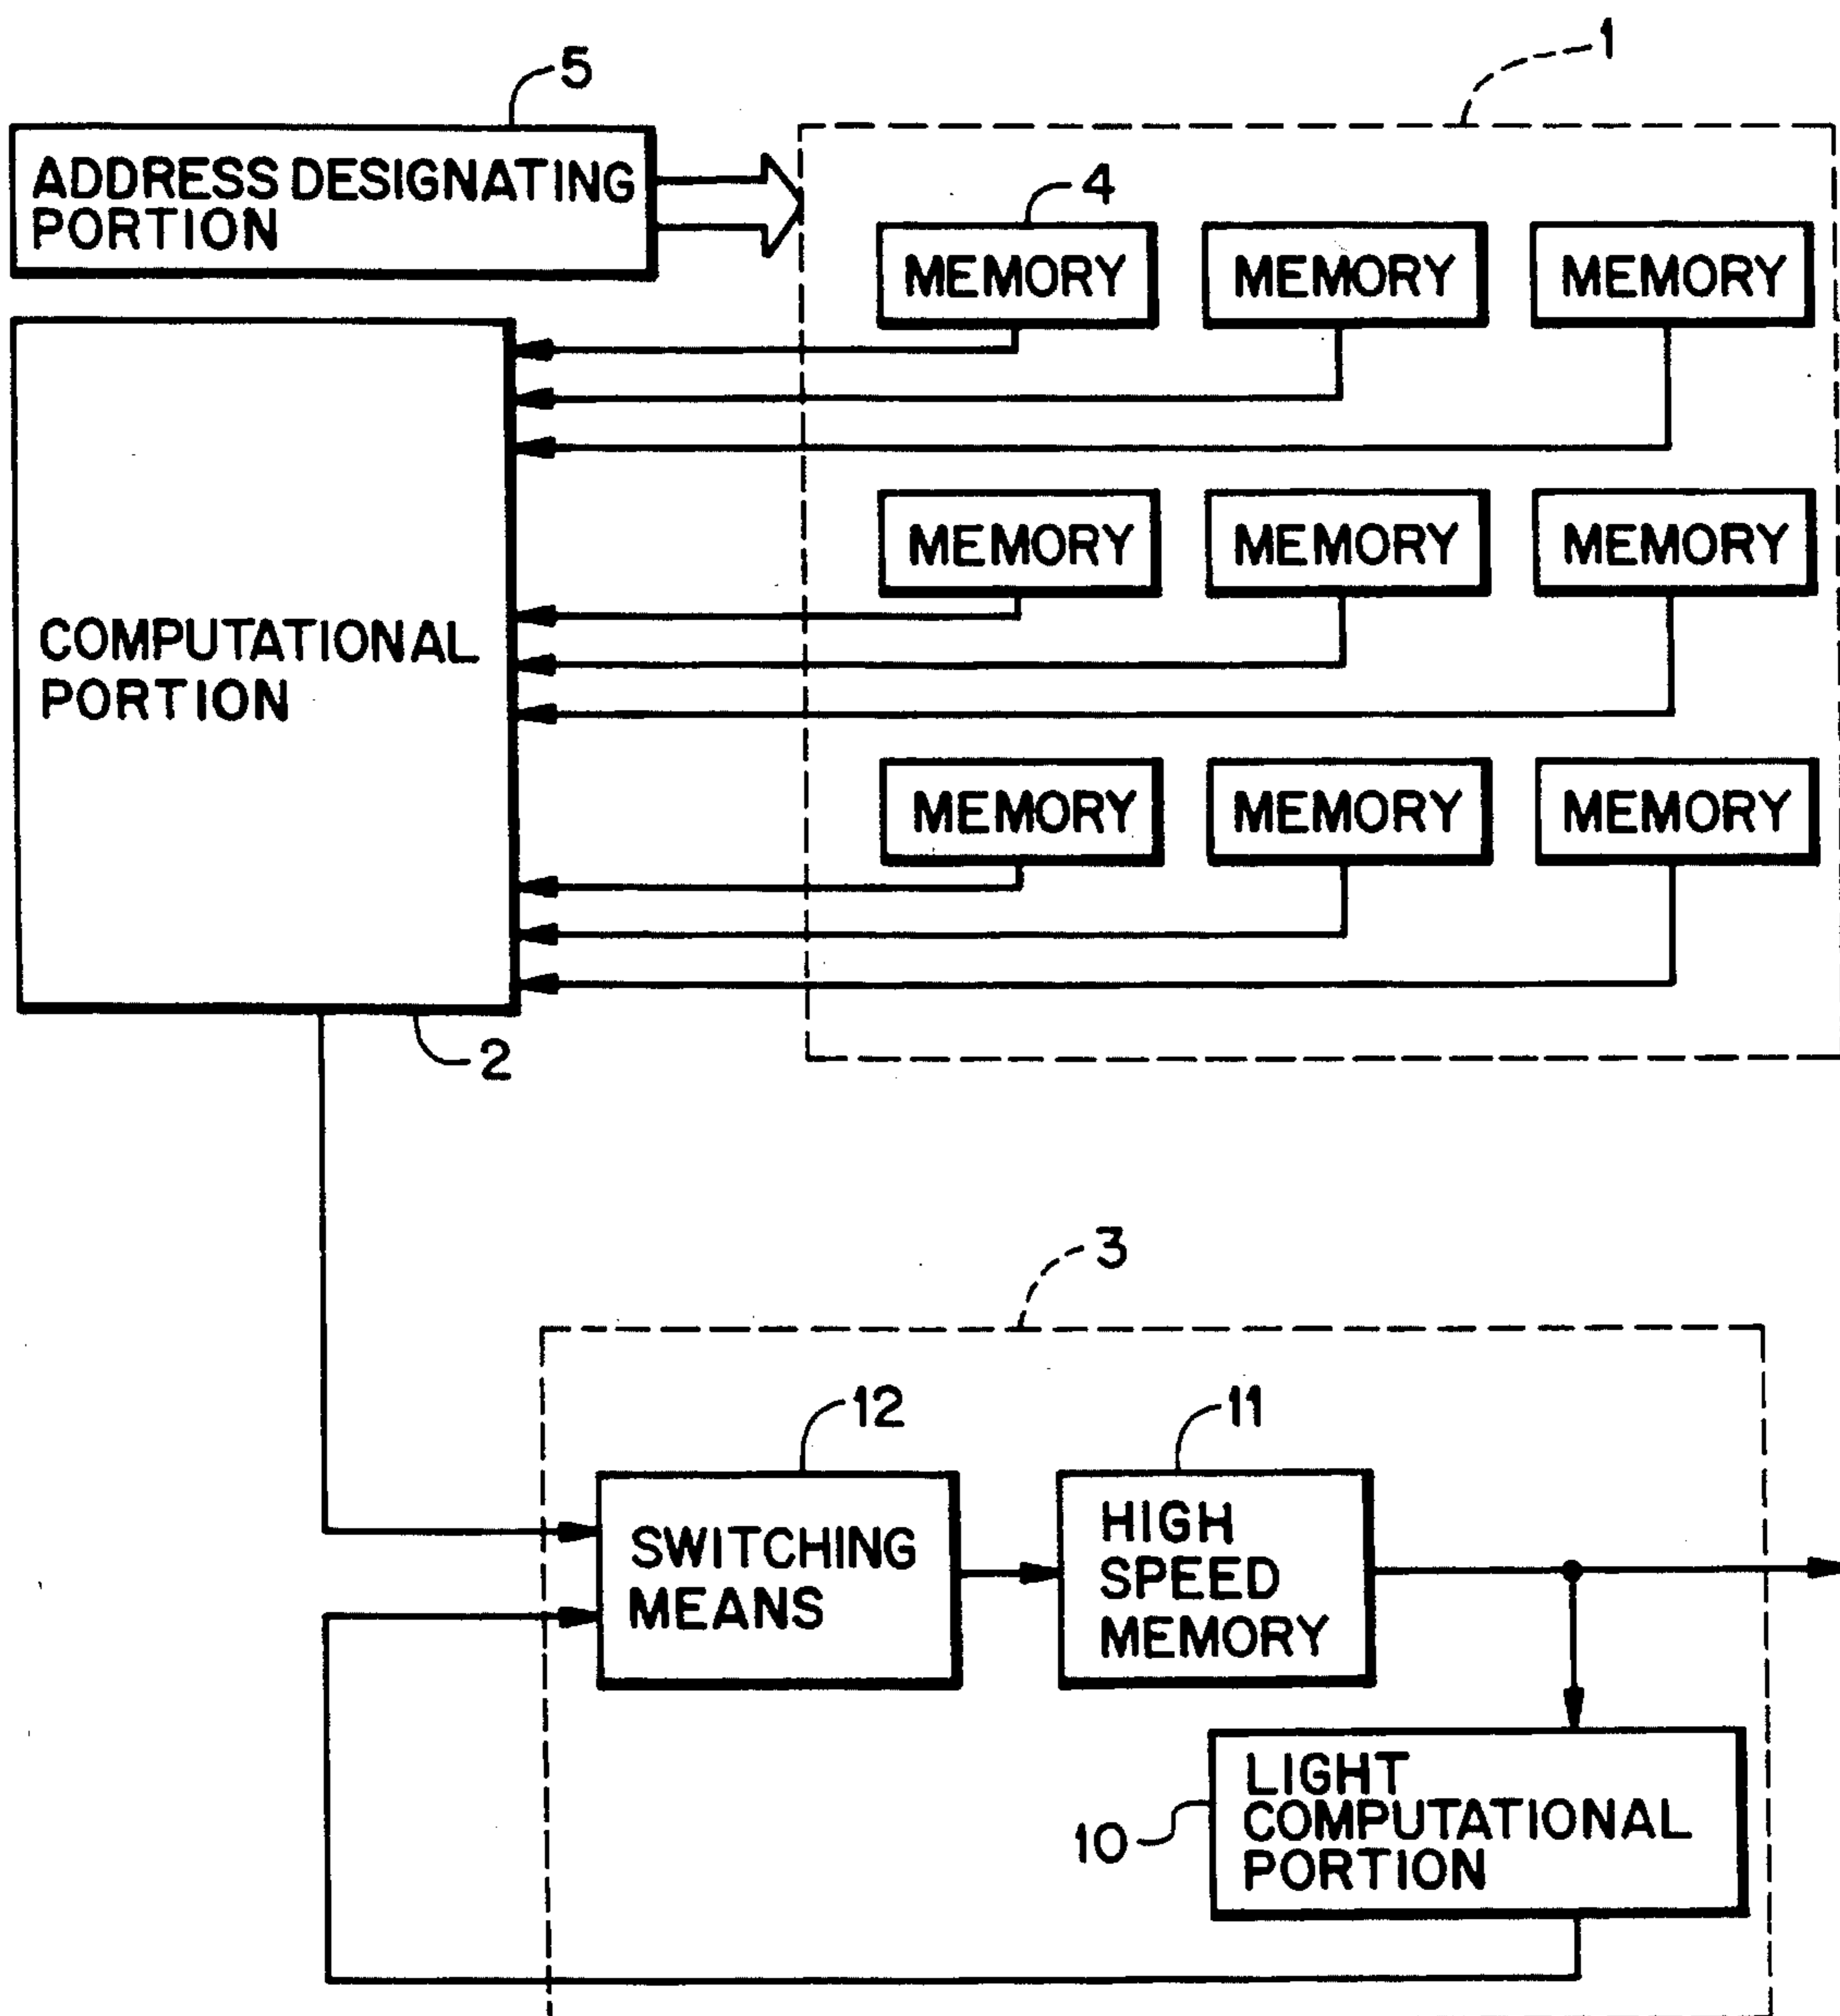 1
5
ADDRESS DESIGNATING
PORTION
4
MEMORY MEMORY MEMORY
MEMORY MEMORY MEMORY
COMPUTATIONAL
PORTION
MEMORY MEMORY MEMORY
2
3
12
11
SWITCHING
MEANS
HIGH
SPEED
MEMORY
LIGHT
COMPUTATIONAL
PORTION
10